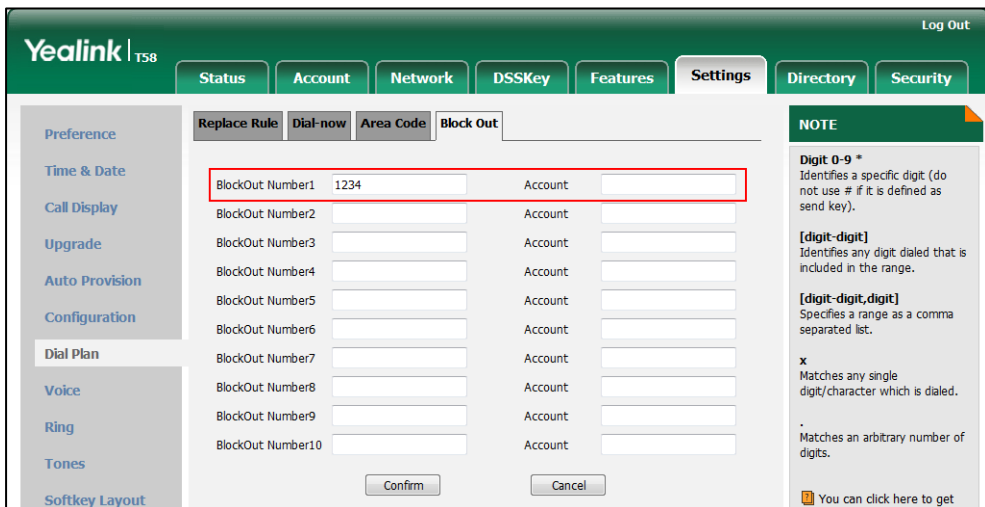 Log Out
Yealink | T58
Status Account Network DSSKey Features Settings Directory Security
Preference
Time & Date
Call Display
Upgrade
Auto Provision
Configuration
Dial Plan
Voice
Ring
Tones
Softkey Layout
Replace Rule Dial-now Area Code Block Out
BlockOut Number1 1234 Account
BlockOut Number2 Account
BlockOut Number3 Account
BlockOut Number4 Account
BlockOut Number5 Account
BlockOut Number6 Account
BlockOut Number7 Account
BlockOut Number8 Account
BlockOut Number9 Account
BlockOut Number10 Account
Confirm Cancel
NOTE
Digit 0-9 *
Identifies a specific digit (do
not use # if it is defined as
send key).
[digit-digit]
Identifies any digit dialed that is
included in the range.
[digit-digit,digit]
Specifies a range as a comma
separated list.
x
Matches any single
digit/character which is dialed.
.
Matches an arbitrary number of
digits.
You can click here to get